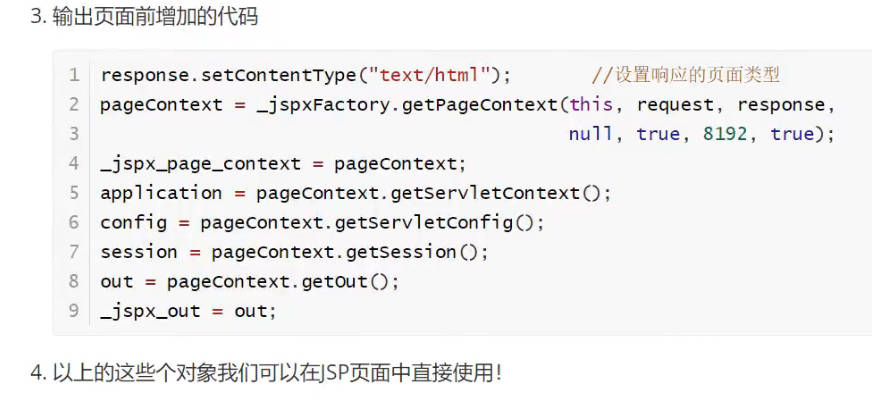 3. 输出页面前增加的代码
1 response.setContentType("text/html"); //设置响应的页面类型
2 pageContext = _jspxFactory.getPageContext(this, request, response,
3 null, true, 8192, true);
4 _jspx_page_context = pageContext;
5 application = pageContext.getServletContext();
6 config = pageContext.getServletConfig();
7 session = pageContext.getSession();
8 out = pageContext.getOut();
9 _jspx_out = out;
4. 以上的这些个对象我们可以在JSP页面中直接使用！